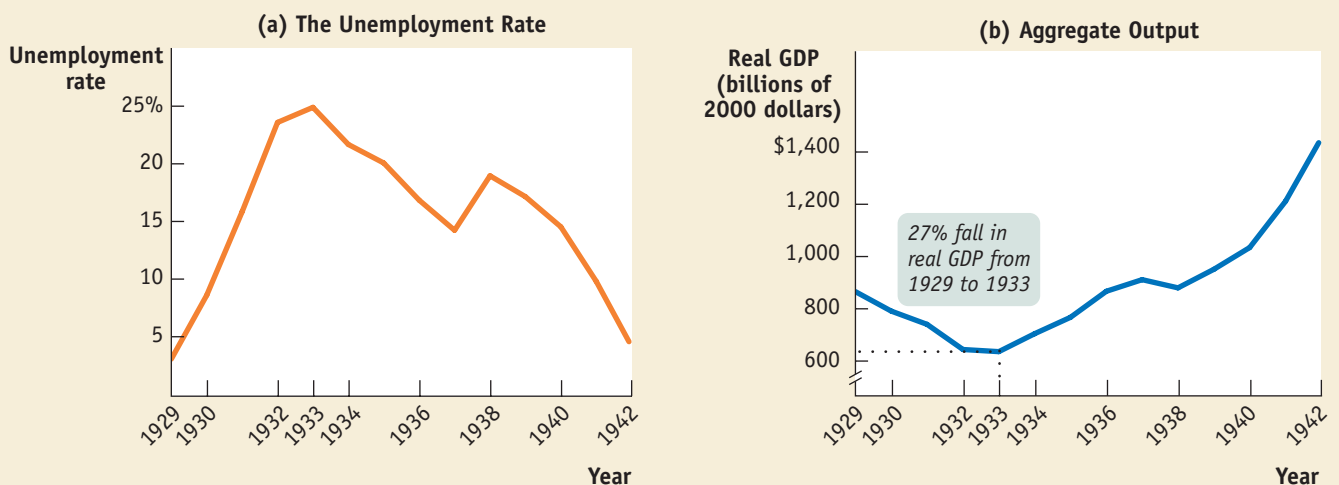 (a) The Unemployment Rate
Unemployment
rate
25%
20
15
10
5
1929
1930
1932
1933
1934
1936
1938
1940
1942
Year
(b) Aggregate Output
Real GDP
(billions of
2000 dollars)
$1,400
1,200
1,000
800
600
27% fall in
real GDP from
1929 to 1933
1929
1930
1932
1933
1934
1936
1938
1940
1942
Year